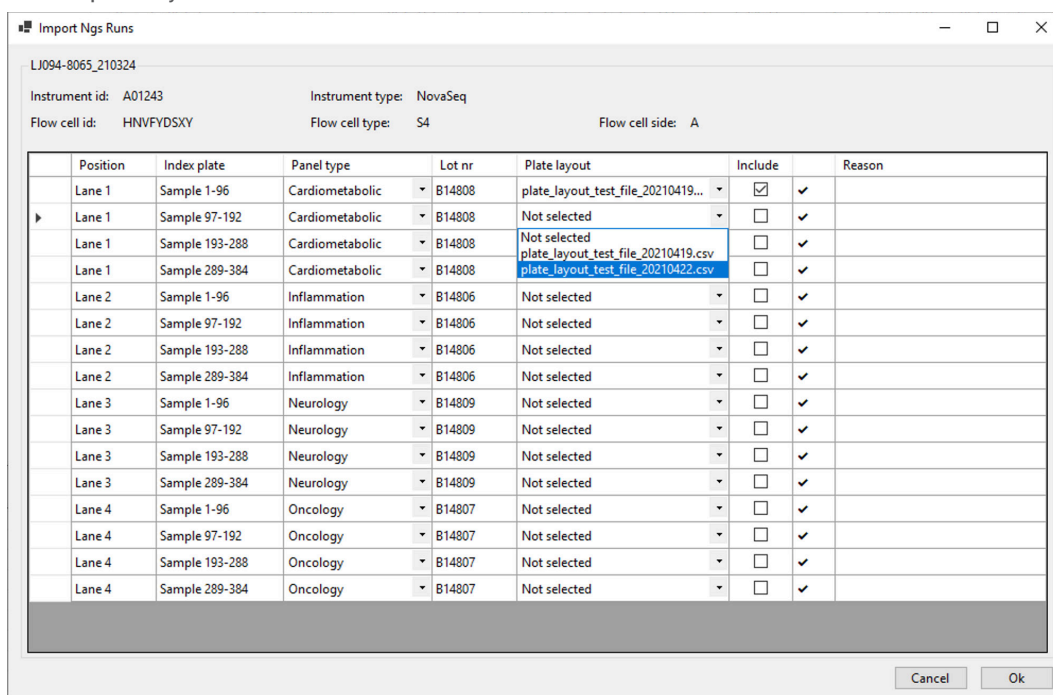 Import Ngs Runs
LJ094-8065_210324
Instrument id: A01243 Instrument type: NovaSeq
Flow cell id: HNVFYDSXY Flow cell type: S4 Flow cell side: A
Position Index plate Panel type Lot nr Plate layout Include Reason
Lane 1 Sample 1-96 Cardiometabolic B14808 plate_layout_test_file_20210419...
Lane 1 Sample 97-192 Cardiometabolic B14808 Not selected
Lane 1 Sample 193-288 Cardiometabolic B14808 Not selected
plate_layout_test_file_20210419.csv
Lane 1 Sample 289-384 Cardiometabolic B14808 plate_layout_test_file_20210422.csv
Lane 2 Sample 1-96 Inflammation B14806 Not selected
Lane 2 Sample 97-192 Inflammation B14806 Not selected
Lane 2 Sample 193-288 Inflammation B14806 Not selected
Lane 2 Sample 289-384 Inflammation B14806 Not selected
Lane 3 Sample 1-96 Neurology B14809 Not selected
Lane 3 Sample 97-192 Neurology B14809 Not selected
Lane 3 Sample 193-288 Neurology B14809 Not selected
Lane 3 Sample 289-384 Neurology B14809 Not selected
Lane 4 Sample 1-96 Oncology B14807 Not selected
Lane 4 Sample 97-192 Oncology B14807 Not selected
Lane 4 Sample 193-288 Oncology B14807 Not selected
Lane 4 Sample 289-384 Oncology B14807 Not selected
Cancel Ok